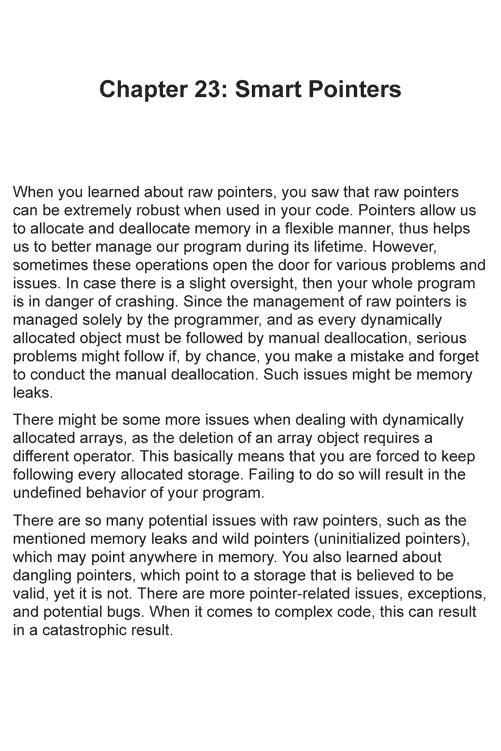 Chapter 23: Smart Pointers
When you learned about raw pointers, you saw that raw pointers
can be extremely robust when used in your code. Pointers allow us
to allocate and deallocate memory in a flexible manner, thus helps
us to better manage our program during its lifetime. However,
sometimes these operations open the door for various problems and
issues. In case there is a slight oversight, then your whole program
is in danger of crashing. Since the management of raw pointers is
managed solely by the programmer, and as every dynamically
allocated object must be followed by manual deallocation, serious
problems might follow if, by chance, you make a mistake and forget
to conduct the manual deallocation. Such issues might be memory
leaks.
There might be some more issues when dealing with dynamically
allocated arrays, as the deletion of an array object requires a
different operator. This basically means that you are forced to keep
following every allocated storage. Failing to do so will result in the
undefined behavior of your program.
There are so many potential issues with raw pointers, such as the
mentioned memory leaks and wild pointers (uninitialized pointers),
which may point anywhere in memory. You also learned about
dangling pointers, which point to a storage that is believed to be
valid, yet it is not. There are more pointer-related issues, exceptions,
and potential bugs. When it comes to complex code, this can result
in a catastrophic result.